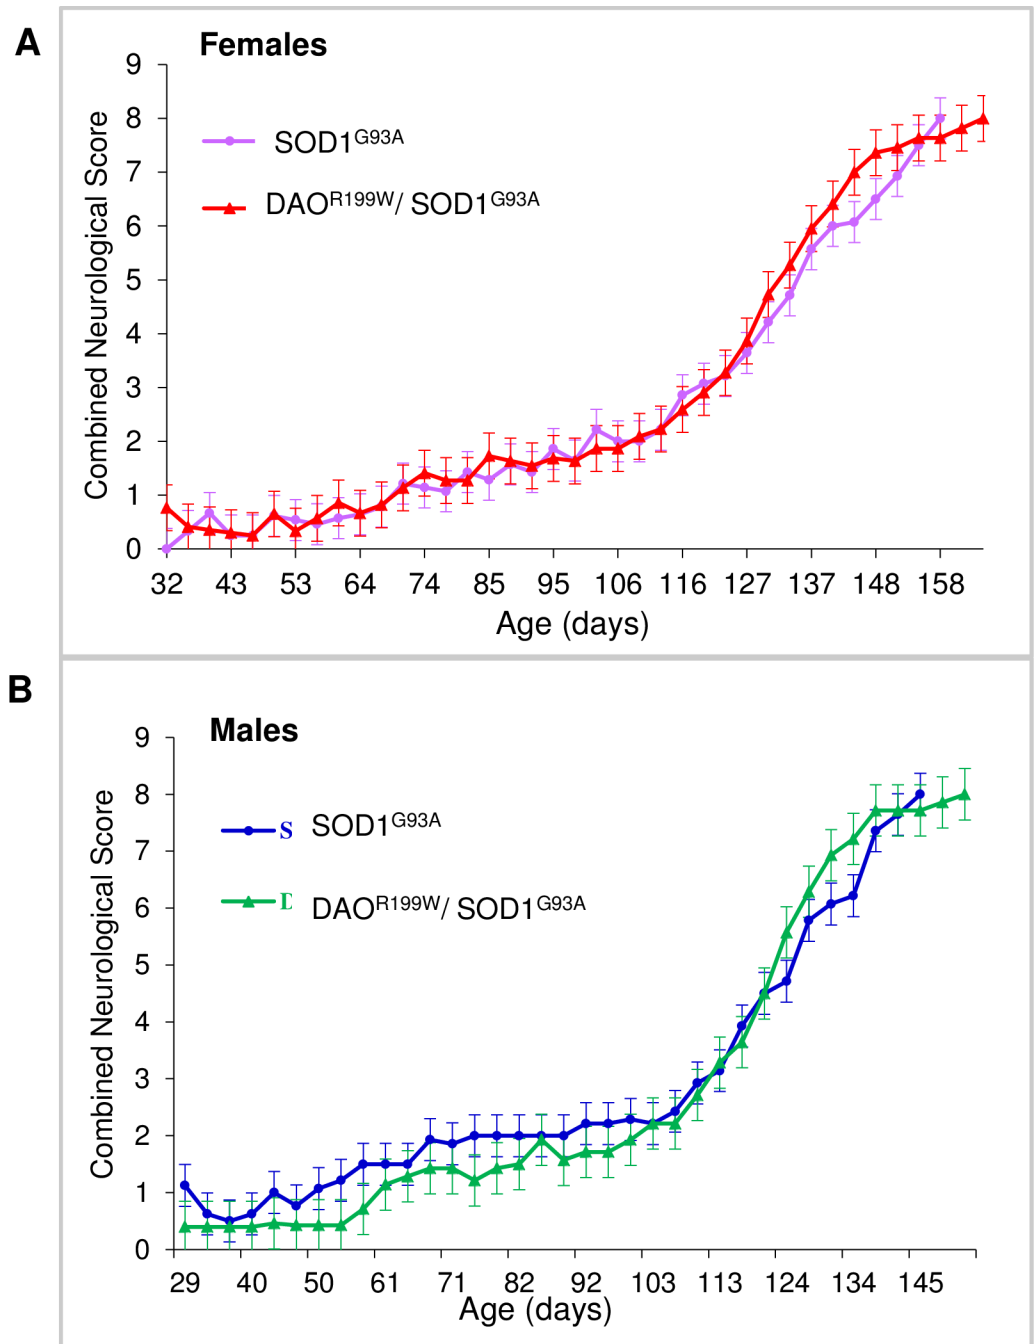 A
Females
9
8
7
6
5
4
3
2
1
0
Combined Neurological Score
SOD1G93A
DAOR199W/ SOD1G93A
32 43 53 64 74 85 95 106 116 127 137 148 158
Age (days)
B
Males
9
8
7
6
5
4
3
2
1
0
Combined Neurological Score
S SOD1G93A
DAOR199W/ SOD1G93A
29 40 50 61 71 82 92 103 113 124 134 145
Age (days)